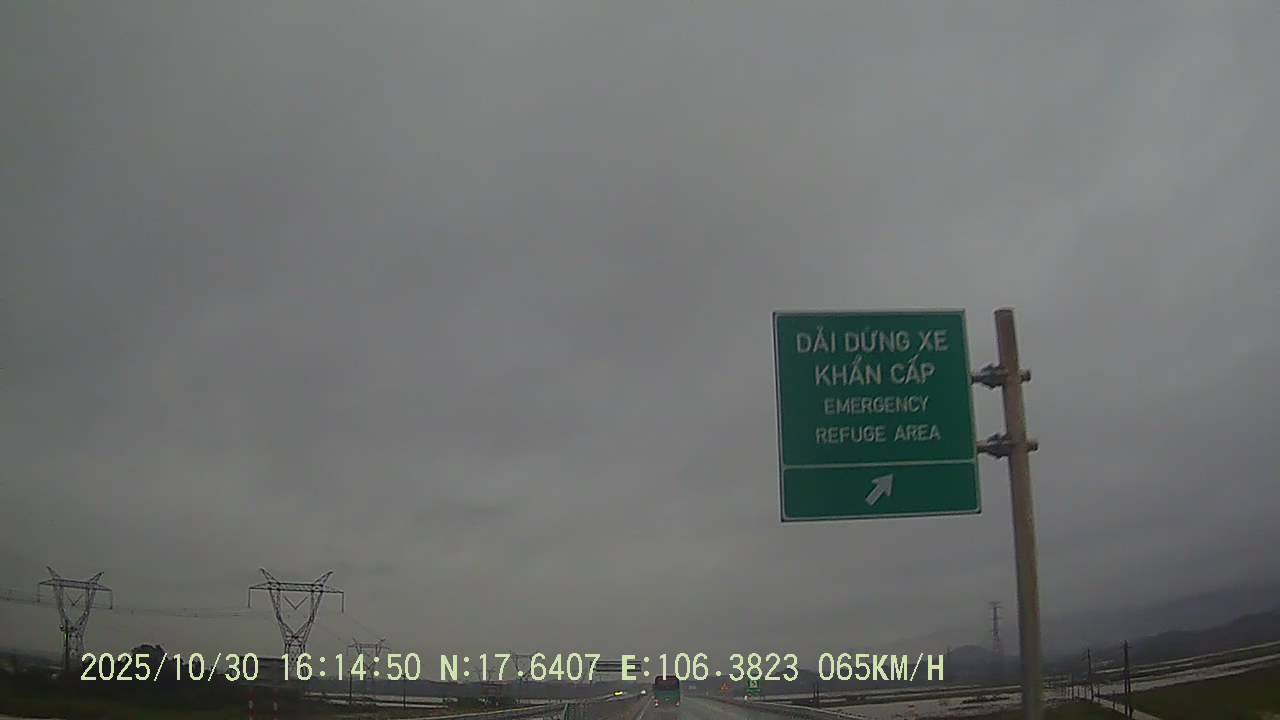 DẢI DỪNG XE
KHẨN CẤP
EMERGENCY
REFUGE AREA
2025/10/30 16:14:50 N:17.6407 E:106.3823 065KM/H